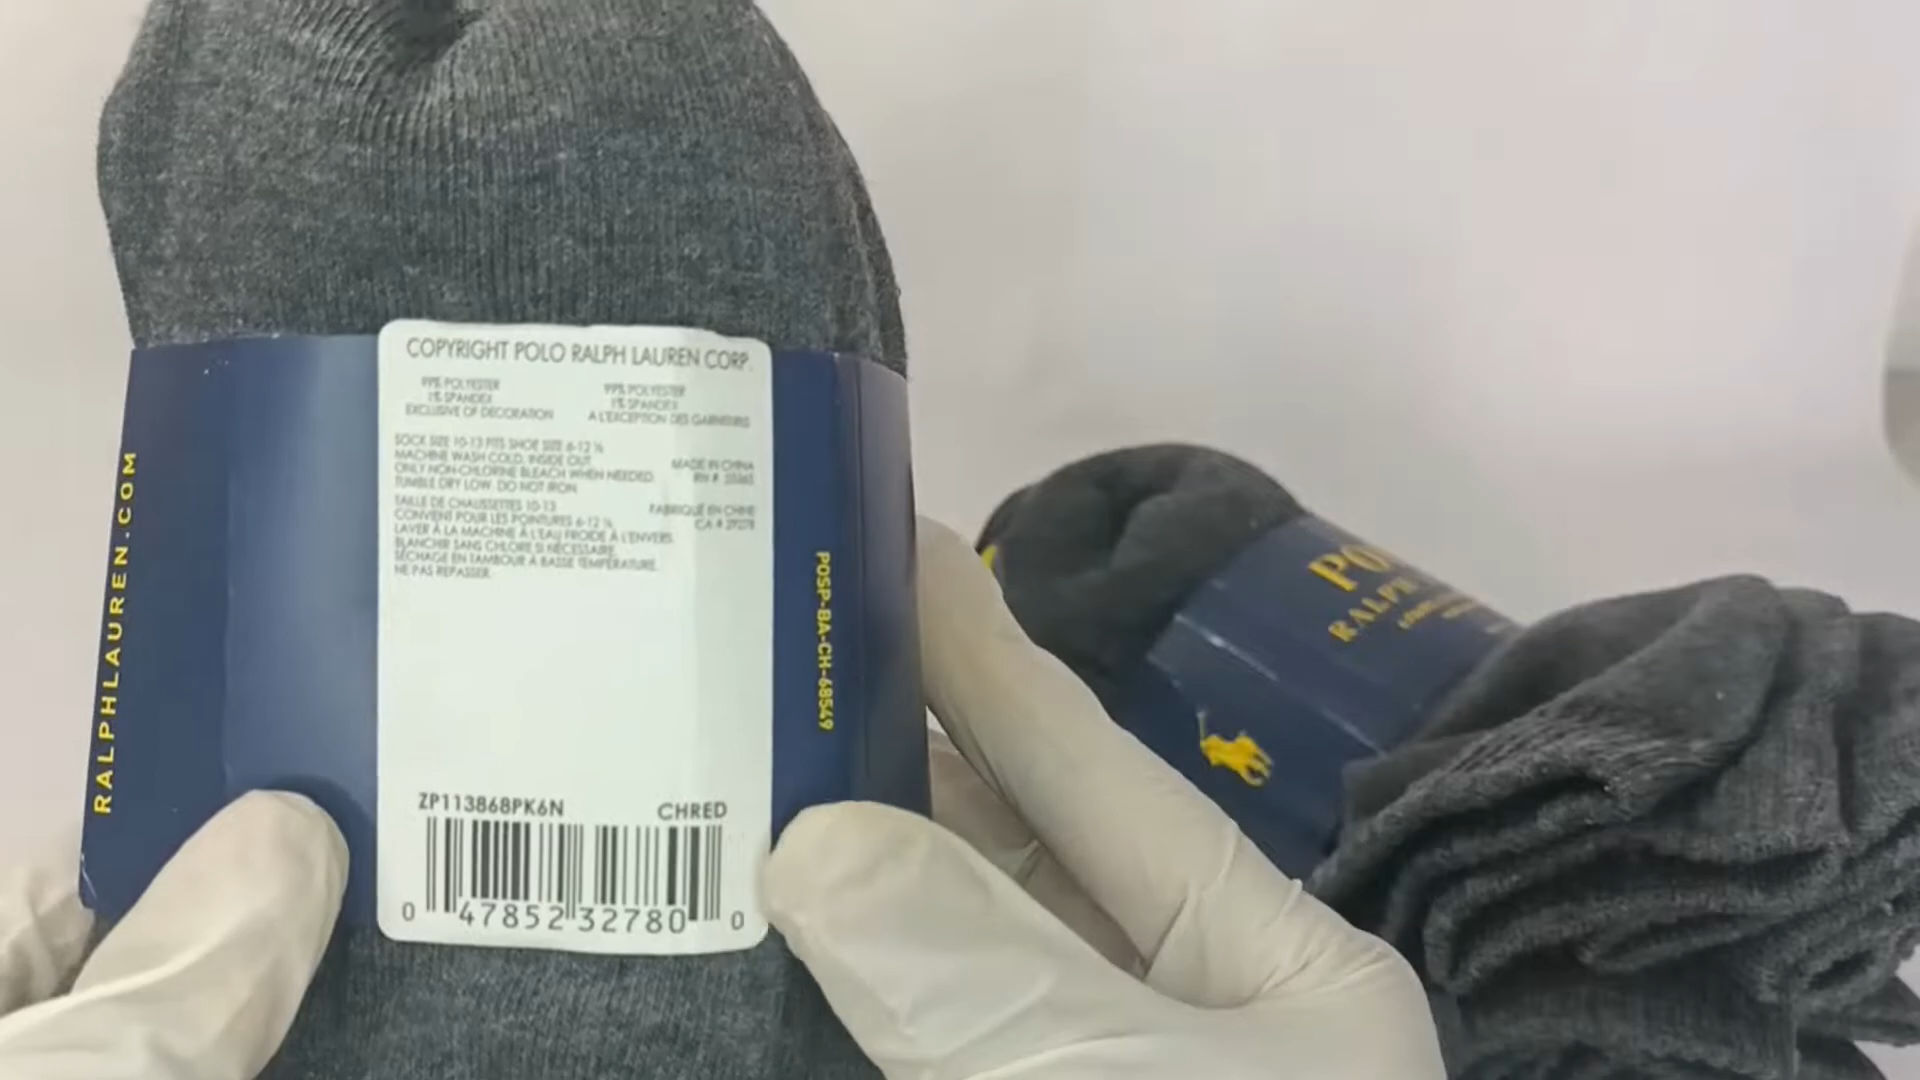 RALPHLAUREN.COM
COPYRIGHT POLO RALPH LAUREN CORP.
99% POLYESTER
1% SPANDEX
EXCLUSIVE OF DECORATION
99% POLYESTER
1% SPANDEX
A L'EXCEPTION DES GARNITURES
SOCK SIZE 10-13 FITS SHOE SIZE 6-12 ½
MACHINE WASH COLD, INSIDE OUT
ONLY NON-CHLORINE BLEACH WHEN NEEDED.
TUMBLE DRY LOW. DO NOT IRON
MADE IN CHINA
RN #
TAILLE DE CHAUSSETTES 10-13
CONVIENT POUR LES POINTURES 6-12 ½
LAVER À LA MACHINE À L'EAU FROIDE À L'ENVERS.
BLANCHIR SANS CHLORE SI NÉCESSAIRE.
SÉCHAGE EN TAMBOUR À BASSE TEMPÉRATURE.
NE PAS REPASSER.
FABRIQUÉ EN CHINE
CA #
ZP113868PK6N CHRED
0 47852 32780 0
POSP-BA-CH-68549
PO
RALPH